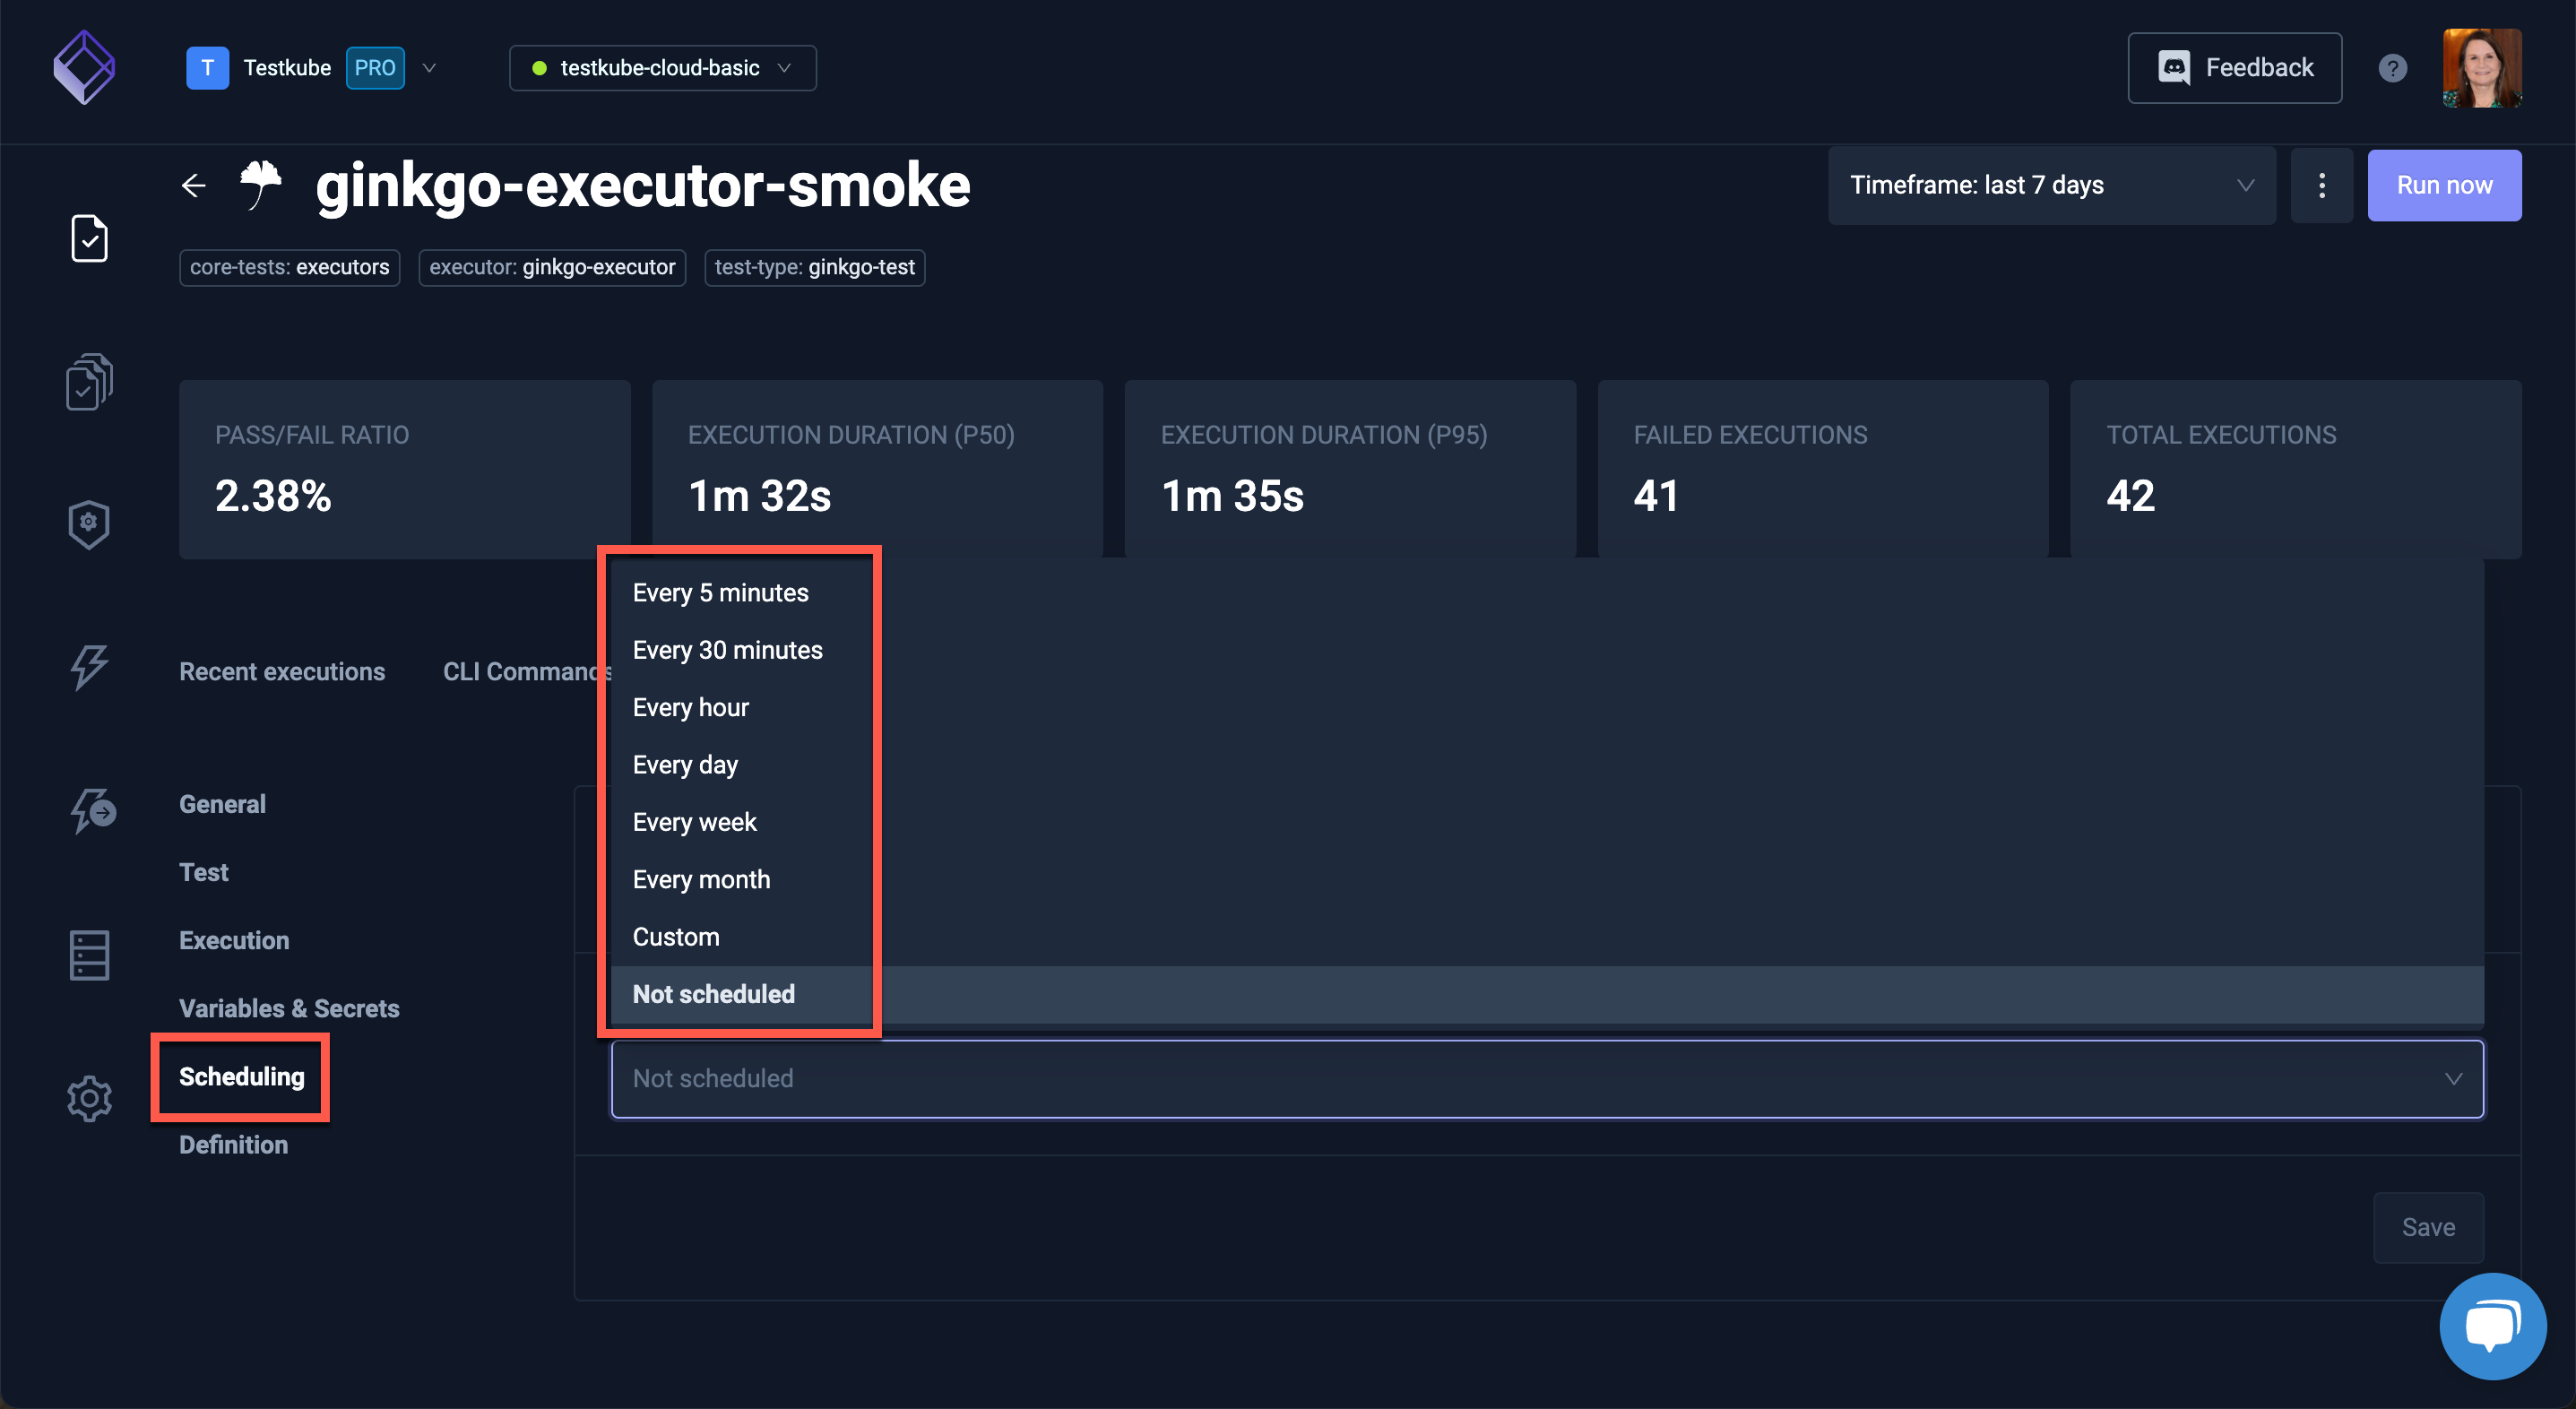 T Testkube PRO
testkube-cloud-basic
Feedback
?
ginkgo-executor-smoke
Timeframe: last 7 days
Run now
core-tests: executors
executor: ginkgo-executor
test-type: ginkgo-test
PASS/FAIL RATIO
2.38%
EXECUTION DURATION (P50)
1m 32s
EXECUTION DURATION (P95)
1m 35s
FAILED EXECUTIONS
41
TOTAL EXECUTIONS
42
Recent executions
CLI Commands
General
Test
Execution
Variables & Secrets
Scheduling
Definition
Every 5 minutes
Every 30 minutes
Every hour
Every day
Every week
Every month
Custom
Not scheduled
Not scheduled
Save